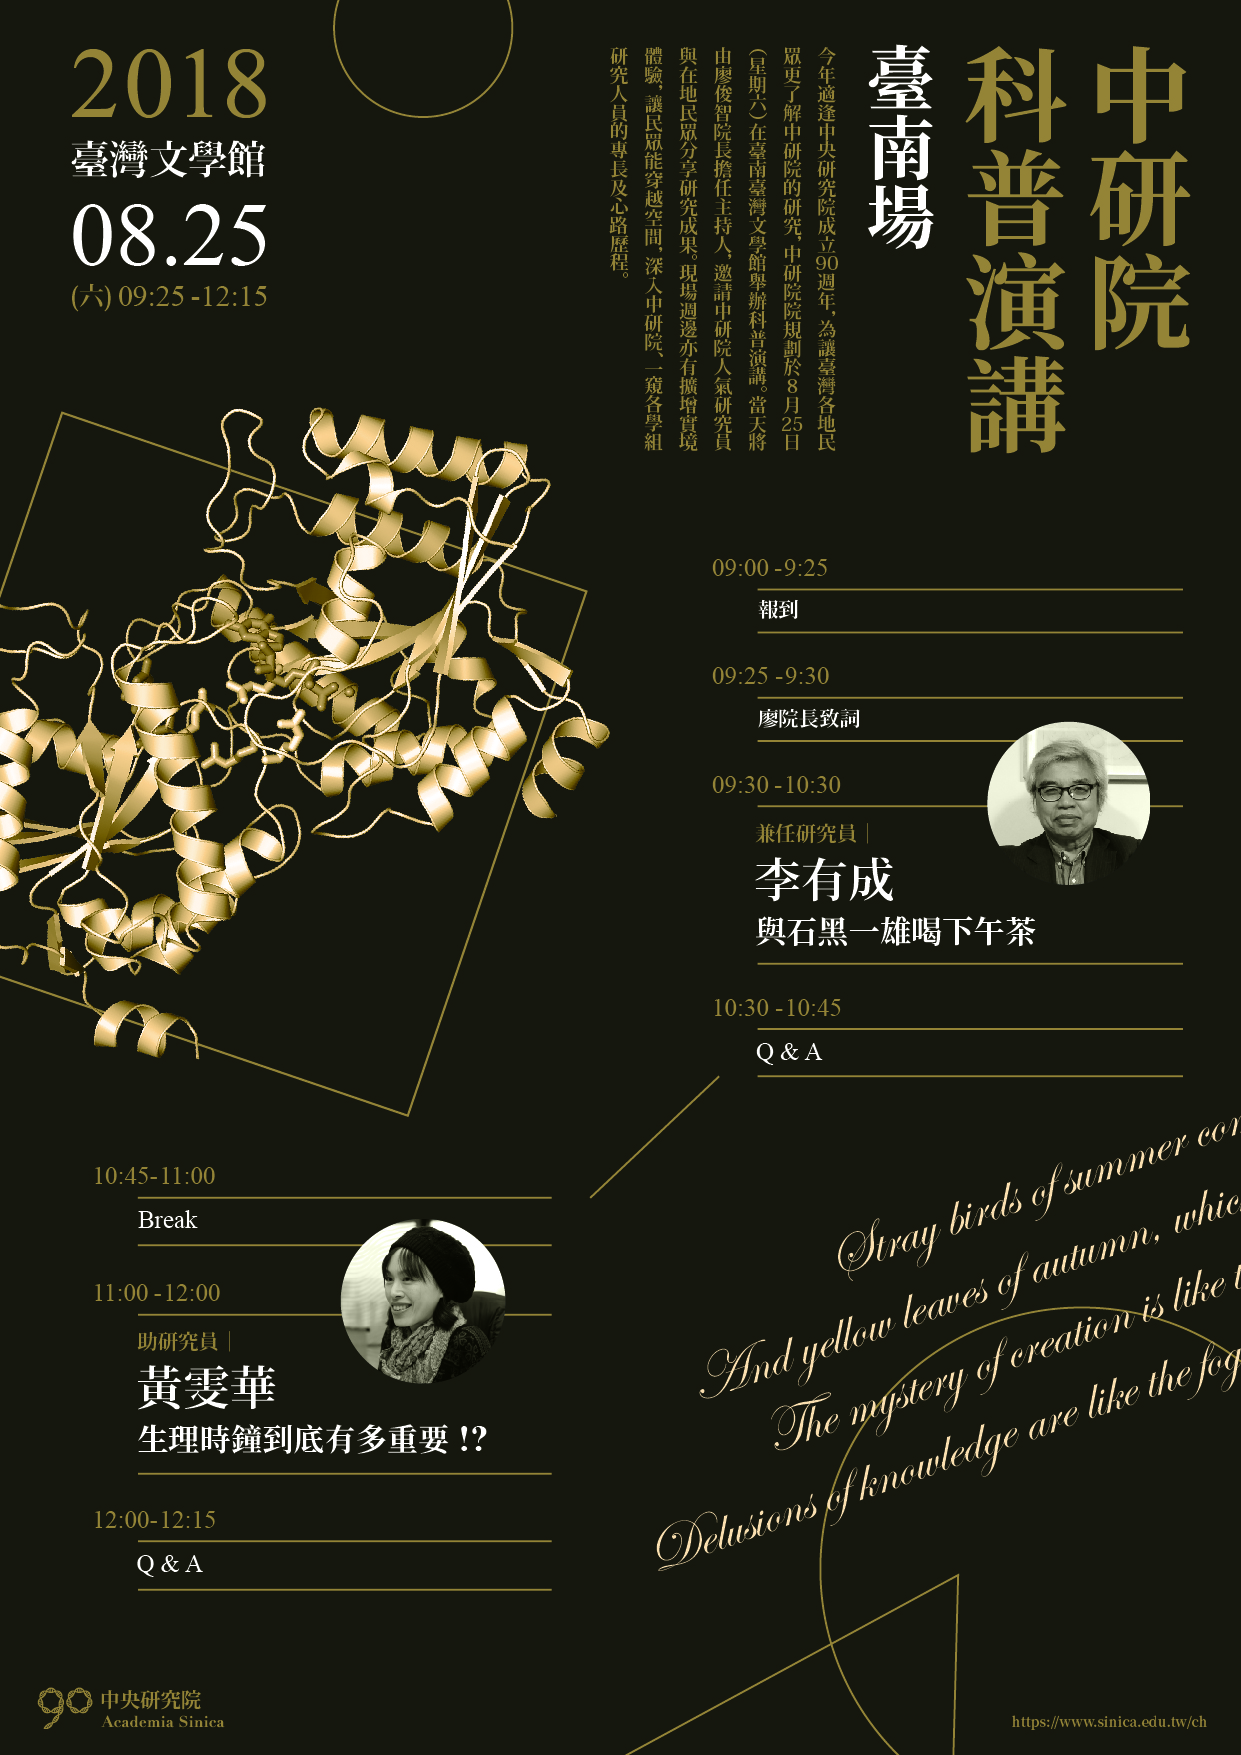 中研院
科普演講
臺南場
今年適逢中央研究院成立90週年，為讓臺灣各地民
眾更了解中研院的研究，中研院院規劃於8月25日
（星期六）在臺南臺灣文學館舉辦科普演講。當天將
由廖俊智院長擔任主持人，邀請中研院人氣研究員
與在地民眾分享研究成果。現場週邊亦有擴增實境
體驗，讓民眾能穿越空間，深入中研院、一窺各學組
研究人員的專長及心路歷程。
2018
臺灣文學館
08.25
(六) 09:25 -12:15
09:00 -9:25
報到
09:25 -9:30
廖院長致詞
09:30 -10:30
兼任研究員｜
李有成
與石黑一雄喝下午茶
10:30 -10:45
Q & A
10:45-11:00
Break
11:00 -12:00
助研究員｜
黃雯華
生理時鐘到底有多重要 !?
12:00-12:15
Q & A
Stray birds of summer com
And yellow leaves of autumn, whic
The mystery of creation is like t
Delusions of knowledge are like the fog
90 中央研究院
Academia Sinica
https://www.sinica.edu.tw/ch